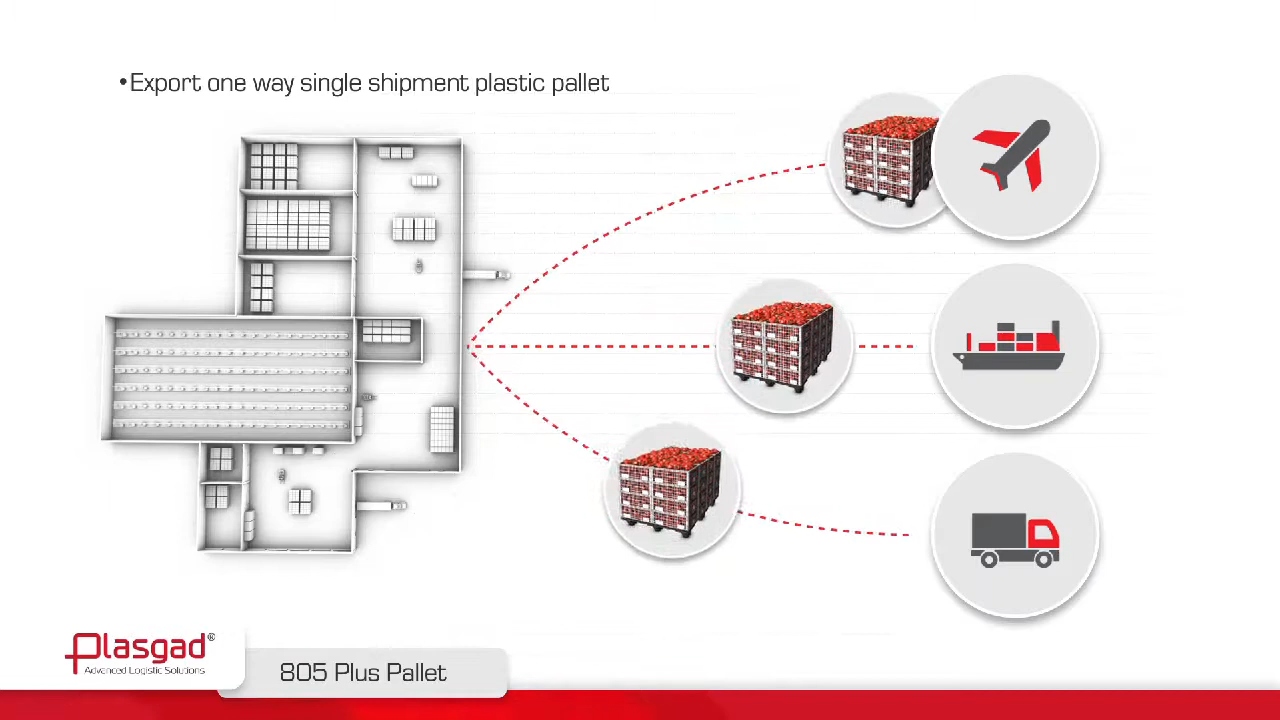 •Export one way single shipment plastic pallet
Plasgad®
Advanced Logistic Solutions
805 Plus Pallet